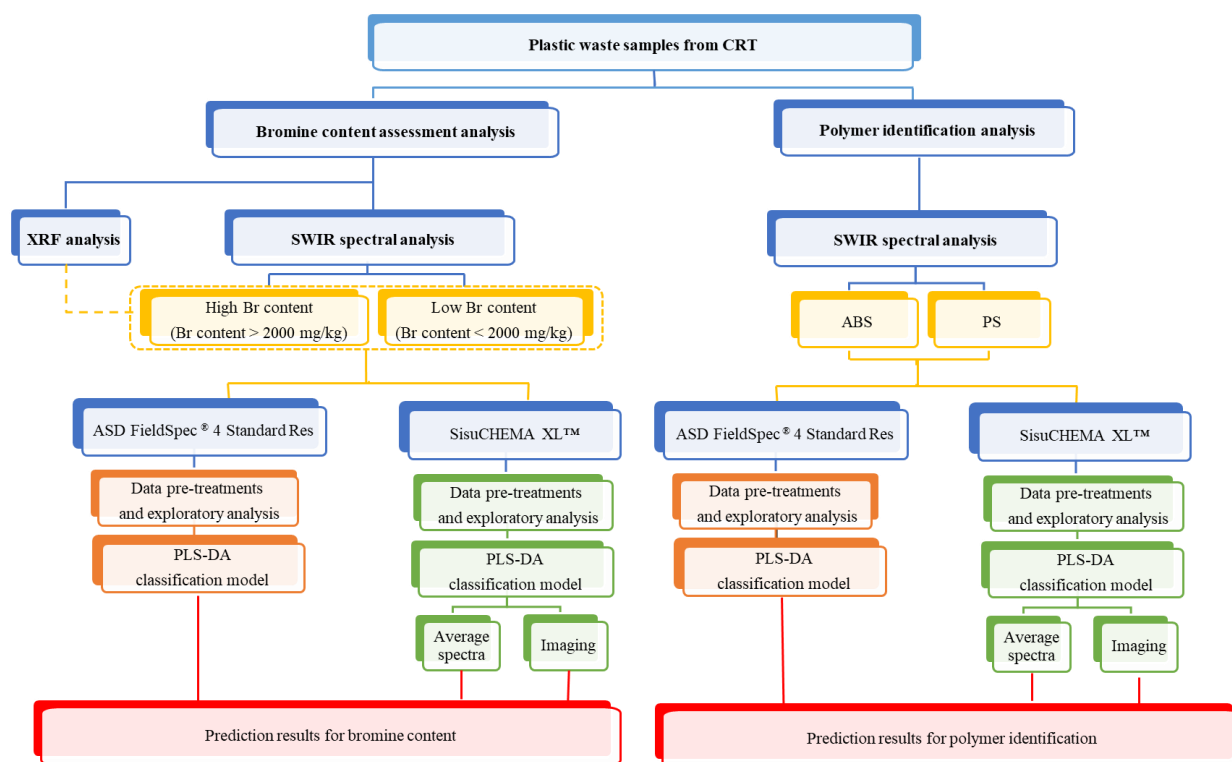 Plastic waste samples from CRT
Bromine content assessment analysis
Polymer identification analysis
XRF analysis
SWIR spectral analysis
SWIR spectral analysis
High Br content
(Br content > 2000 mg/kg)
Low Br content
(Br content < 2000 mg/kg)
ABS
PS
ASD FieldSpec ® 4 Standard Res
SisuCHEMA XL™
ASD FieldSpec ® 4 Standard Res
SisuCHEMA XL™
Data pre-treatments
and exploratory analysis
Data pre-treatments
and exploratory analysis
Data pre-treatments
and exploratory analysis
Data pre-treatments
and exploratory analysis
PLS-DA
classification model
PLS-DA
classification model
PLS-DA
classification model
PLS-DA
classification model
Average
spectra
Imaging
Average
spectra
Imaging
Prediction results for bromine content
Prediction results for polymer identification